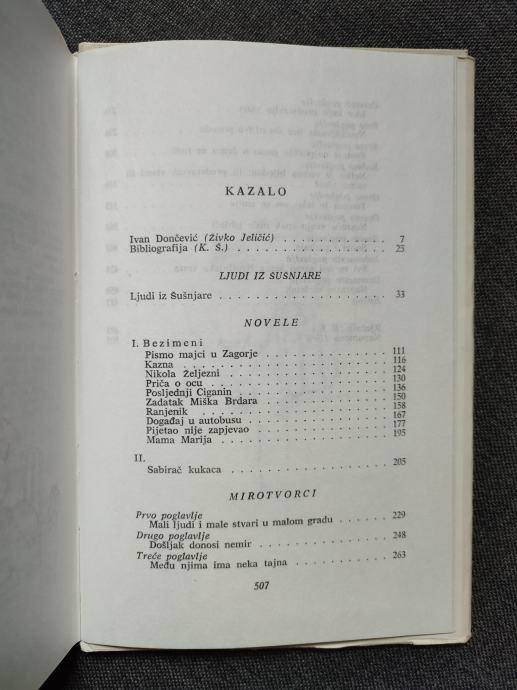 KAZALO
Ivan Dončević (Živko Jeličić) . . . . . . . . . . . 7
Bibliografija (K. Š.) . . . . . . . . . . . . . . . . 25
LJUDI IZ ŠUŠNJARE
Ljudi iz Šušnjare . . . . . . . . . . . . . . . . . 33
NOVELE
I. Bezimeni
Pismo majci u Zagorje . . . . . . . . . . . . . 111
Kazna . . . . . . . . . . . . . . . . . . . . . 116
Nikola Željezni . . . . . . . . . . . . . . . . 124
Priča o ocu . . . . . . . . . . . . . . . . . . 130
Posljednji Ciganin . . . . . . . . . . . . . . . 136
Zadatak Miška Brdara . . . . . . . . . . . . . 150
Ranjenik . . . . . . . . . . . . . . . . . . . 158
Događaj u autobusu . . . . . . . . . . . . . . 167
Pijetao nije zapjevao . . . . . . . . . . . . . . 177
Mama Marija . . . . . . . . . . . . . . . . . . 195
II.
Sabirač kukaca . . . . . . . . . . . . . . . . . 205
MIROTVORCI
Prvo poglavlje
Mali ljudi i male stvari u malom gradu . . . . . . 229
Drugo poglavlje
Došljak donosi nemir . . . . . . . . . . . . . . 248
Treće poglavlje
Među njima ima neka tajna . . . . . . . . . . . 263
507